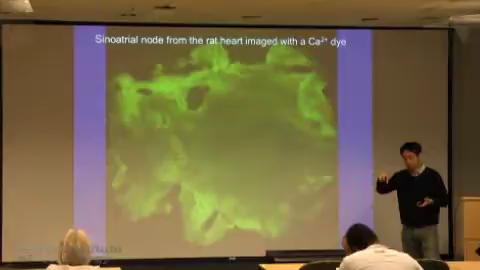 Sinoatrial node from the rat heart imaged with a Ca²⁺ dye